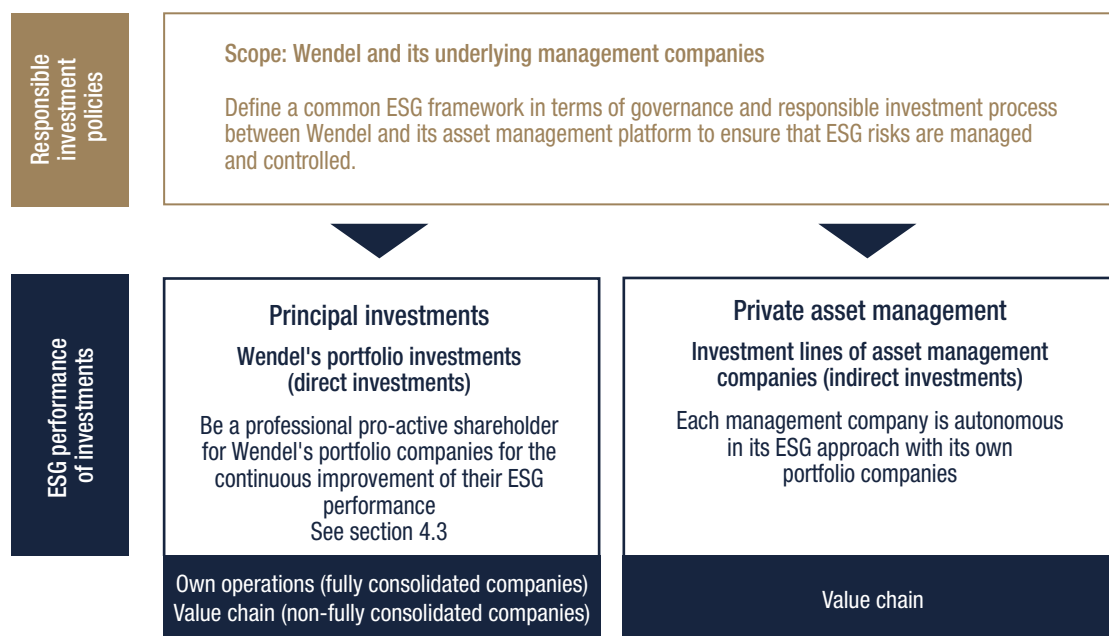 Responsible
investment
policies
Scope: Wendel and its underlying management companies
Define a common ESG framework in terms of governance and responsible investment process
between Wendel and its asset management platform to ensure that ESG risks are managed
and controlled.
ESG performance
of investments
Principal investments
Wendel's portfolio investments
(direct investments)
Be a professional pro-active shareholder
for Wendel's portfolio companies for the
continuous improvement of their ESG
performance
See section 4.3
Own operations (fully consolidated companies)
Value chain (non-fully consolidated companies)
Private asset management
Investment lines of asset management
companies (indirect investments)
Each management company is autonomous
in its ESG approach with its own
portfolio companies
Value chain